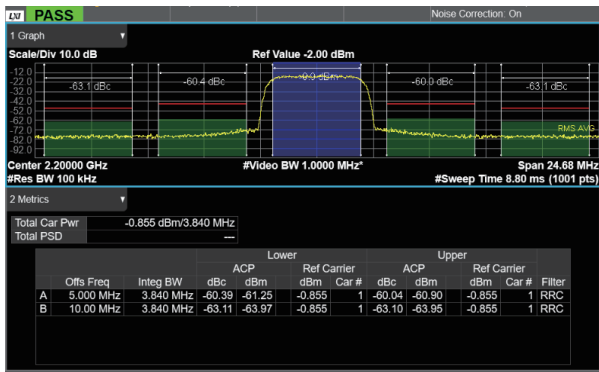 LXI PASS Noise Correction: On
1 Graph
Scale/Div 10.0 dB Ref Value -2.00 dBm
-12.0
-22.0
-32.0
-42.0
-52.0
-62.0
-72.0
-82.0
-92.0
-63.1 dBc -60.4 dBc -60.0 dBc -63.1 dBc
RMS AVG
Center 2.20000 GHz #Video BW 1.0000 MHz* Span 24.68 MHz
#Res BW 100 kHz #Sweep Time 8.80 ms (1001 pts)
2 Metrics
Total Car Pwr -0.855 dBm/3.840 MHz
Total PSD ---
Lower Upper
ACP Ref Carrier ACP Ref Carrier
Offs Freq Integ BW dBc dBm dBm Car # dBc dBm dBm Car # Filter
A 5.000 MHz 3.840 MHz -60.39 -61.25 -0.855 1 -60.04 -60.90 -0.855 1 RRC
B 10.00 MHz 3.840 MHz -63.11 -63.97 -0.855 1 -63.10 -63.95 -0.855 1 RRC